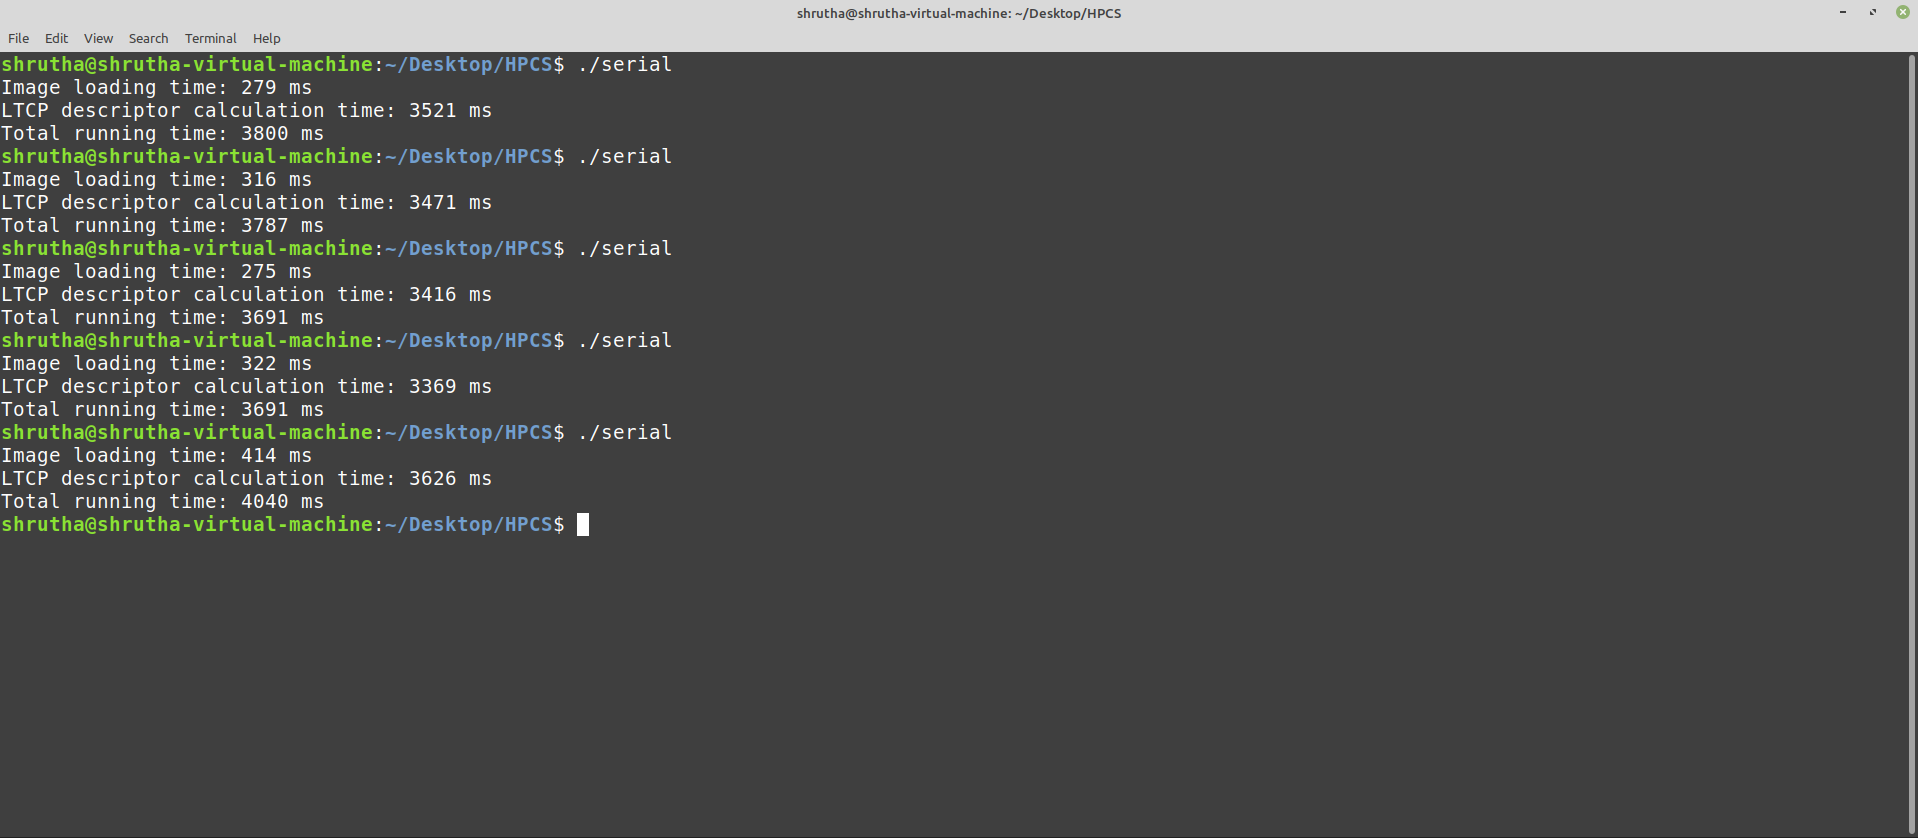 shrutha@shrutha-virtual-machine: ~/Desktop/HPCS
File Edit View Search Terminal Help
shrutha@shrutha-virtual-machine:~/Desktop/HPCS$ ./serial
Image loading time: 279 ms
LTCP descriptor calculation time: 3521 ms
Total running time: 3800 ms
shrutha@shrutha-virtual-machine:~/Desktop/HPCS$ ./serial
Image loading time: 316 ms
LTCP descriptor calculation time: 3471 ms
Total running time: 3787 ms
shrutha@shrutha-virtual-machine:~/Desktop/HPCS$ ./serial
Image loading time: 275 ms
LTCP descriptor calculation time: 3416 ms
Total running time: 3691 ms
shrutha@shrutha-virtual-machine:~/Desktop/HPCS$ ./serial
Image loading time: 322 ms
LTCP descriptor calculation time: 3369 ms
Total running time: 3691 ms
shrutha@shrutha-virtual-machine:~/Desktop/HPCS$ ./serial
Image loading time: 414 ms
LTCP descriptor calculation time: 3626 ms
Total running time: 4040 ms
shrutha@shrutha-virtual-machine:~/Desktop/HPCS$